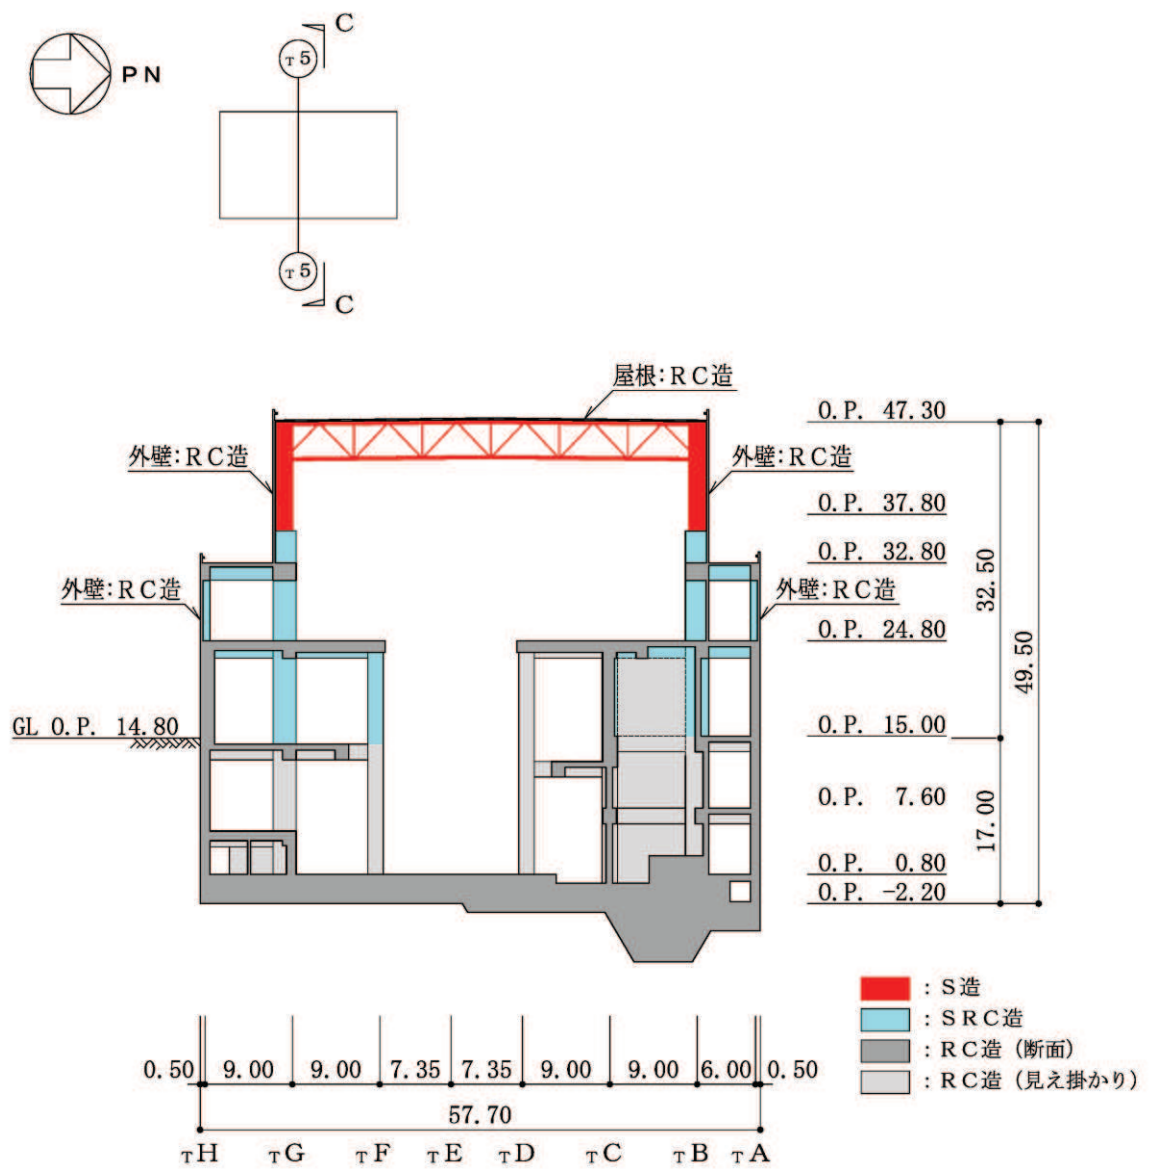 PN
T5
C
T5
C
屋根:RC造
O.P. 47.30
外壁:RC造
外壁:RC造
O.P. 37.80
O.P. 32.80
外壁:RC造
外壁:RC造
32.50
O.P. 24.80
49.50
GL O.P. 14.80
O.P. 15.00
O.P. 7.60
17.00
O.P. 0.80
O.P. -2.20
:S造
:SRC造
:RC造(断面)
:RC造(見え掛かり)
0.50 9.00 9.00 7.35 7.35 9.00 9.00 6.00 0.50
57.70
TH TG TF TE TD TC TB TA